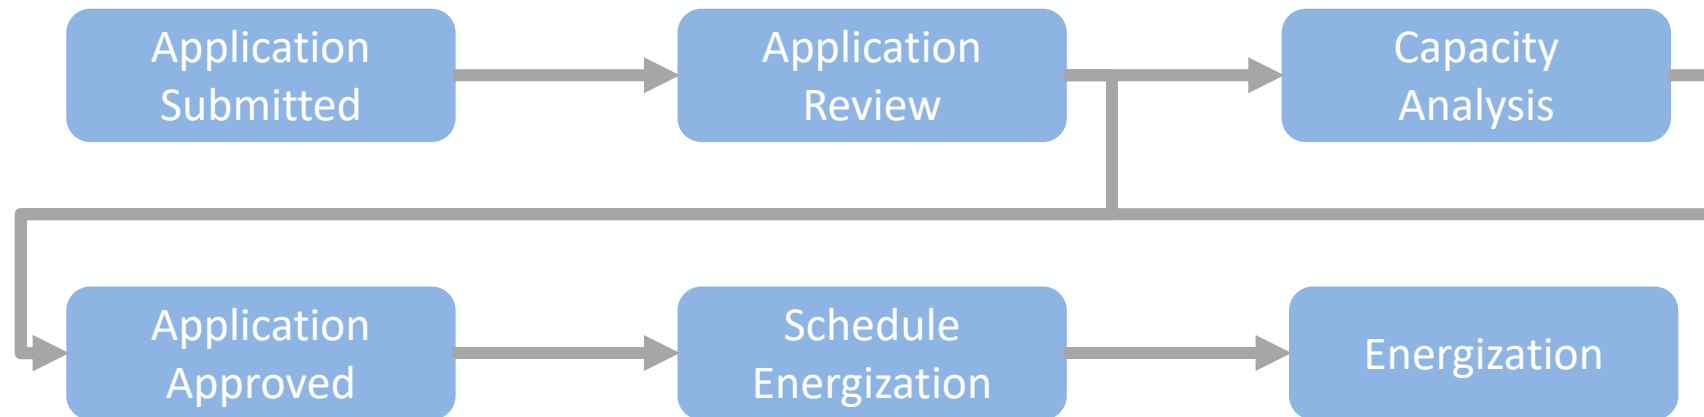 Application
Submitted
Application
Review
Capacity
Analysis
Application
Approved
Schedule
Energization
Energization